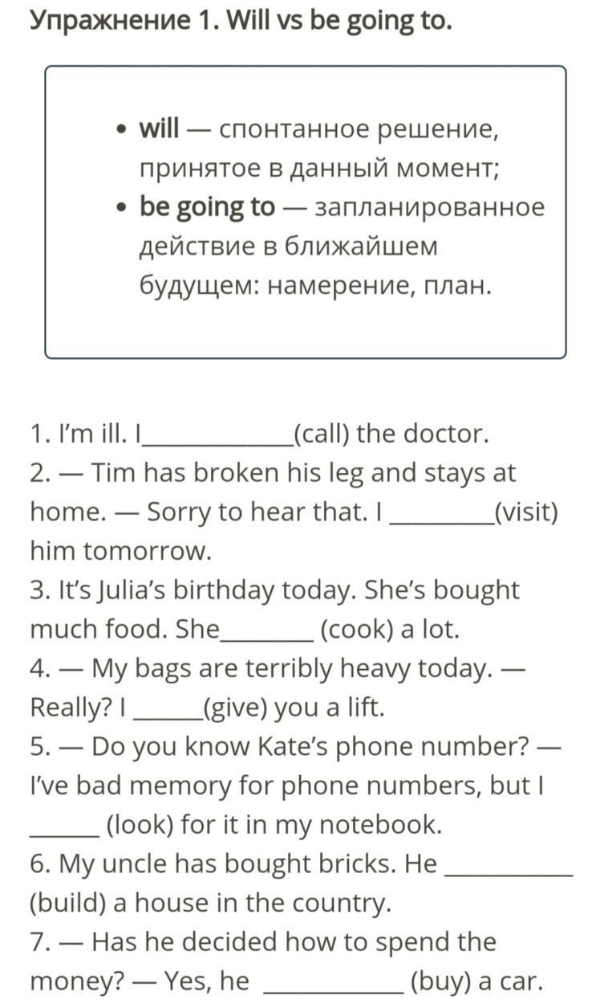 Упражнение 1. Will vs be going to.
• will — спонтанное решение,
принятое в данный момент;
• be going to — запланированное
действие в ближайшем
будущем: намерение, план.
1. I’m ill. I_____________(call) the doctor.
2. — Tim has broken his leg and stays at
home. — Sorry to hear that. I _________(visit)
him tomorrow.
3. It’s Julia’s birthday today. She’s bought
much food. She________ (cook) a lot.
4. — My bags are terribly heavy today. —
Really? I ______(give) you a lift.
5. — Do you know Kate’s phone number? —
I’ve bad memory for phone numbers, but I
______ (look) for it in my notebook.
6. My uncle has bought bricks. He ___________
(build) a house in the country.
7. — Has he decided how to spend the
money? — Yes, he ____________ (buy) a car.